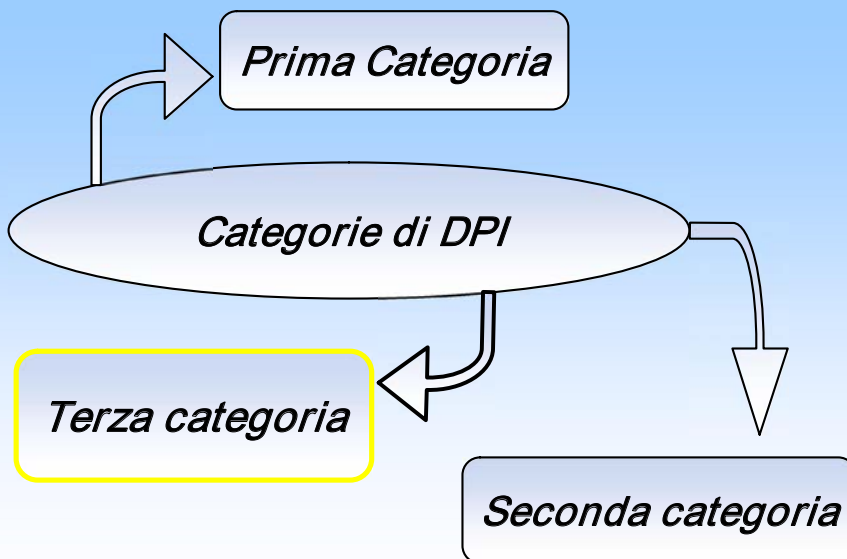 Prima Categoria
Categorie di DPI
Terza categoria
Seconda categoria